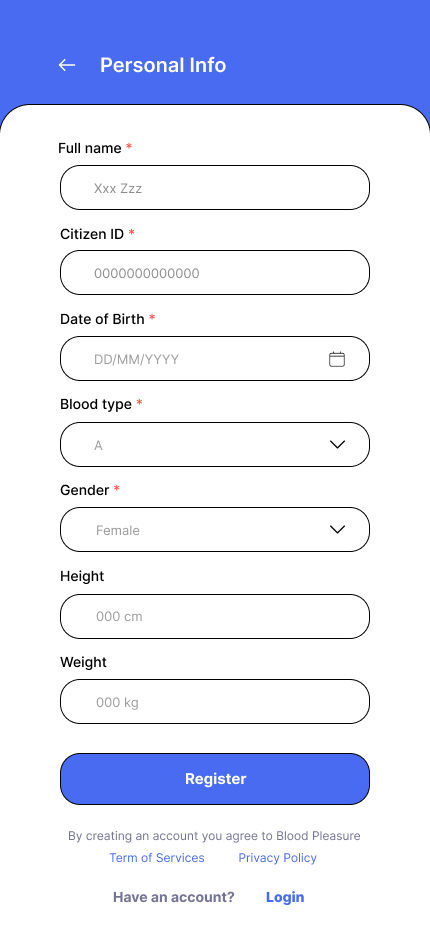 Personal Info
Full name *
Xxx Zzz
Citizen ID *
0000000000000
Date of Birth *
DD/MM/YYYY
Blood type *
A
Gender *
Female
Height
000 cm
Weight
000 kg
Register
By creating an account you agree to Blood Pleasure
Term of Services Privacy Policy
Have an account? Login